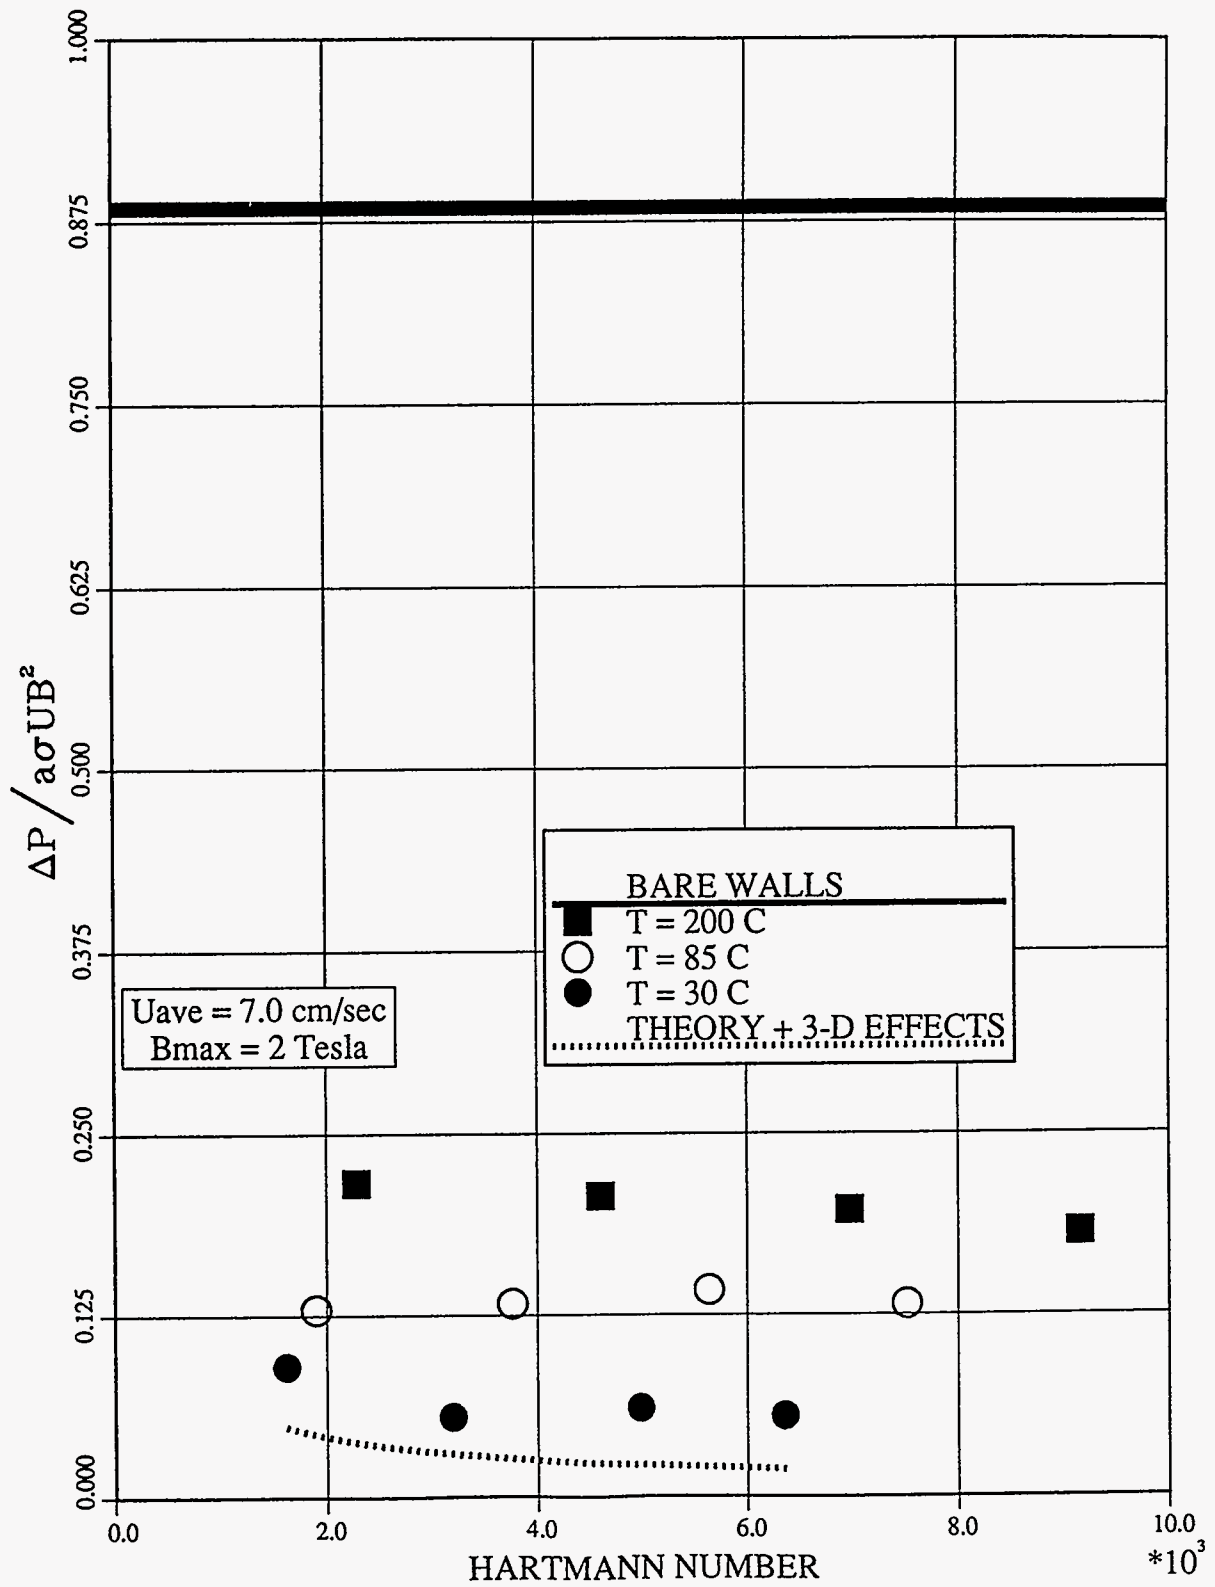 1.000
0.875
0.750
0.625
0.500
0.375
0.250
0.125
0.000
ΔP / aσUB²
BARE WALLS
T = 200 C
T = 85 C
T = 30 C
THEORY + 3-D EFFECTS
Uave = 7.0 cm/sec
Bmax = 2 Tesla
0.0 2.0 4.0 6.0 8.0 10.0
HARTMANN NUMBER
*10³